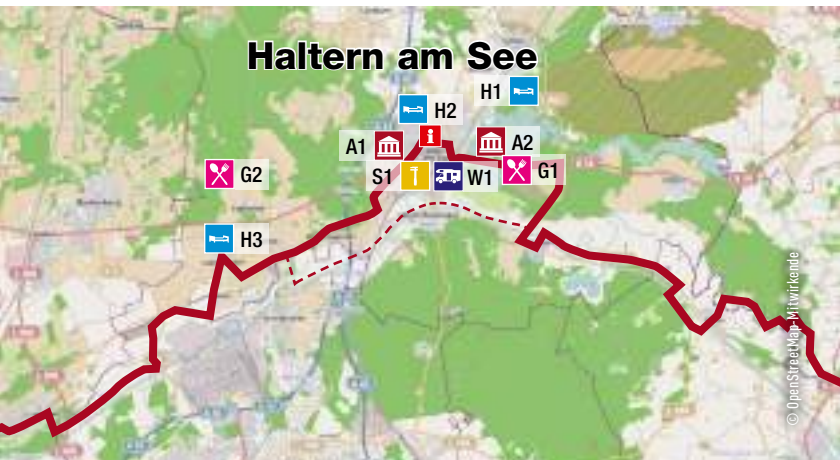 Haltern am See
H1
H2
A1
A2
S1
W1
G1
G2
H3
© OpenStreetMap-Mitwirkende